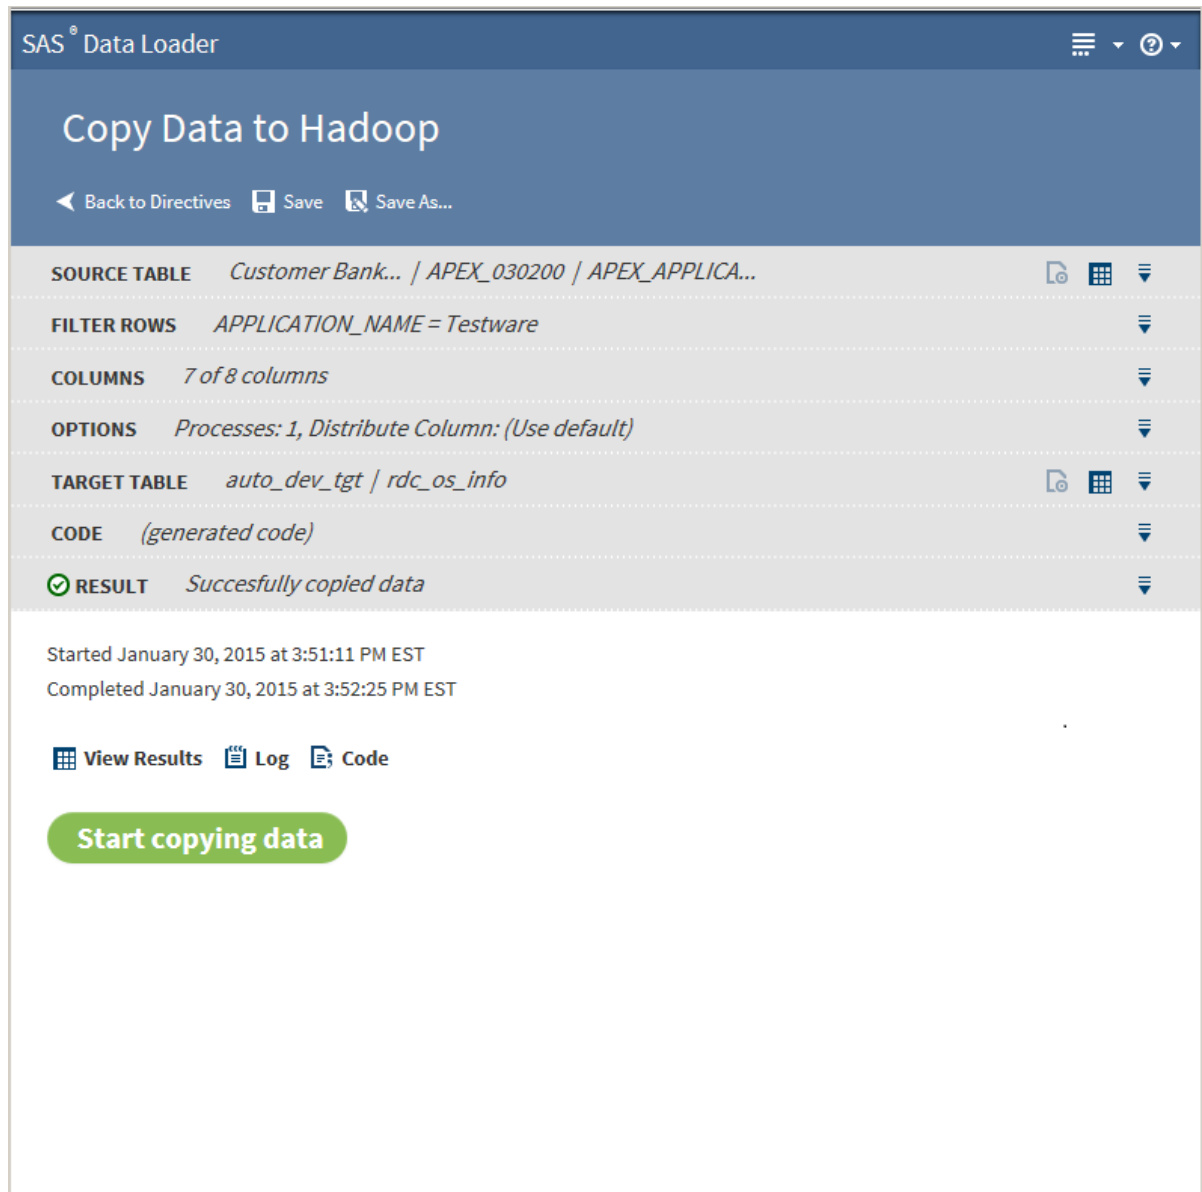 SAS® Data Loader
Copy Data to Hadoop
Back to Directives Save Save As...
SOURCE TABLE Customer Bank... | APEX_030200 | APEX_APPLICA...
FILTER ROWS APPLICATION_NAME = Testware
COLUMNS 7 of 8 columns
OPTIONS Processes: 1, Distribute Column: (Use default)
TARGET TABLE auto_dev_tgt | rdc_os_info
CODE (generated code)
RESULT Succesfully copied data
Started January 30, 2015 at 3:51:11 PM EST
Completed January 30, 2015 at 3:52:25 PM EST
View Results Log Code
Start copying data